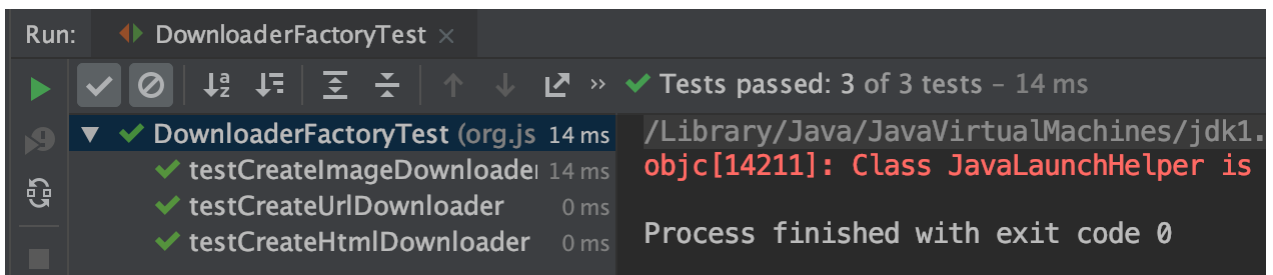 Run: DownloaderFactoryTest ×
Tests passed: 3 of 3 tests – 14 ms
DownloaderFactoryTest (org.js 14 ms
testCreateImageDownloader 14 ms
testCreateUrlDownloader 0 ms
testCreateHtmlDownloader 0 ms
/Library/Java/JavaVirtualMachines/jdk1.
objc[14211]: Class JavaLaunchHelper is
Process finished with exit code 0